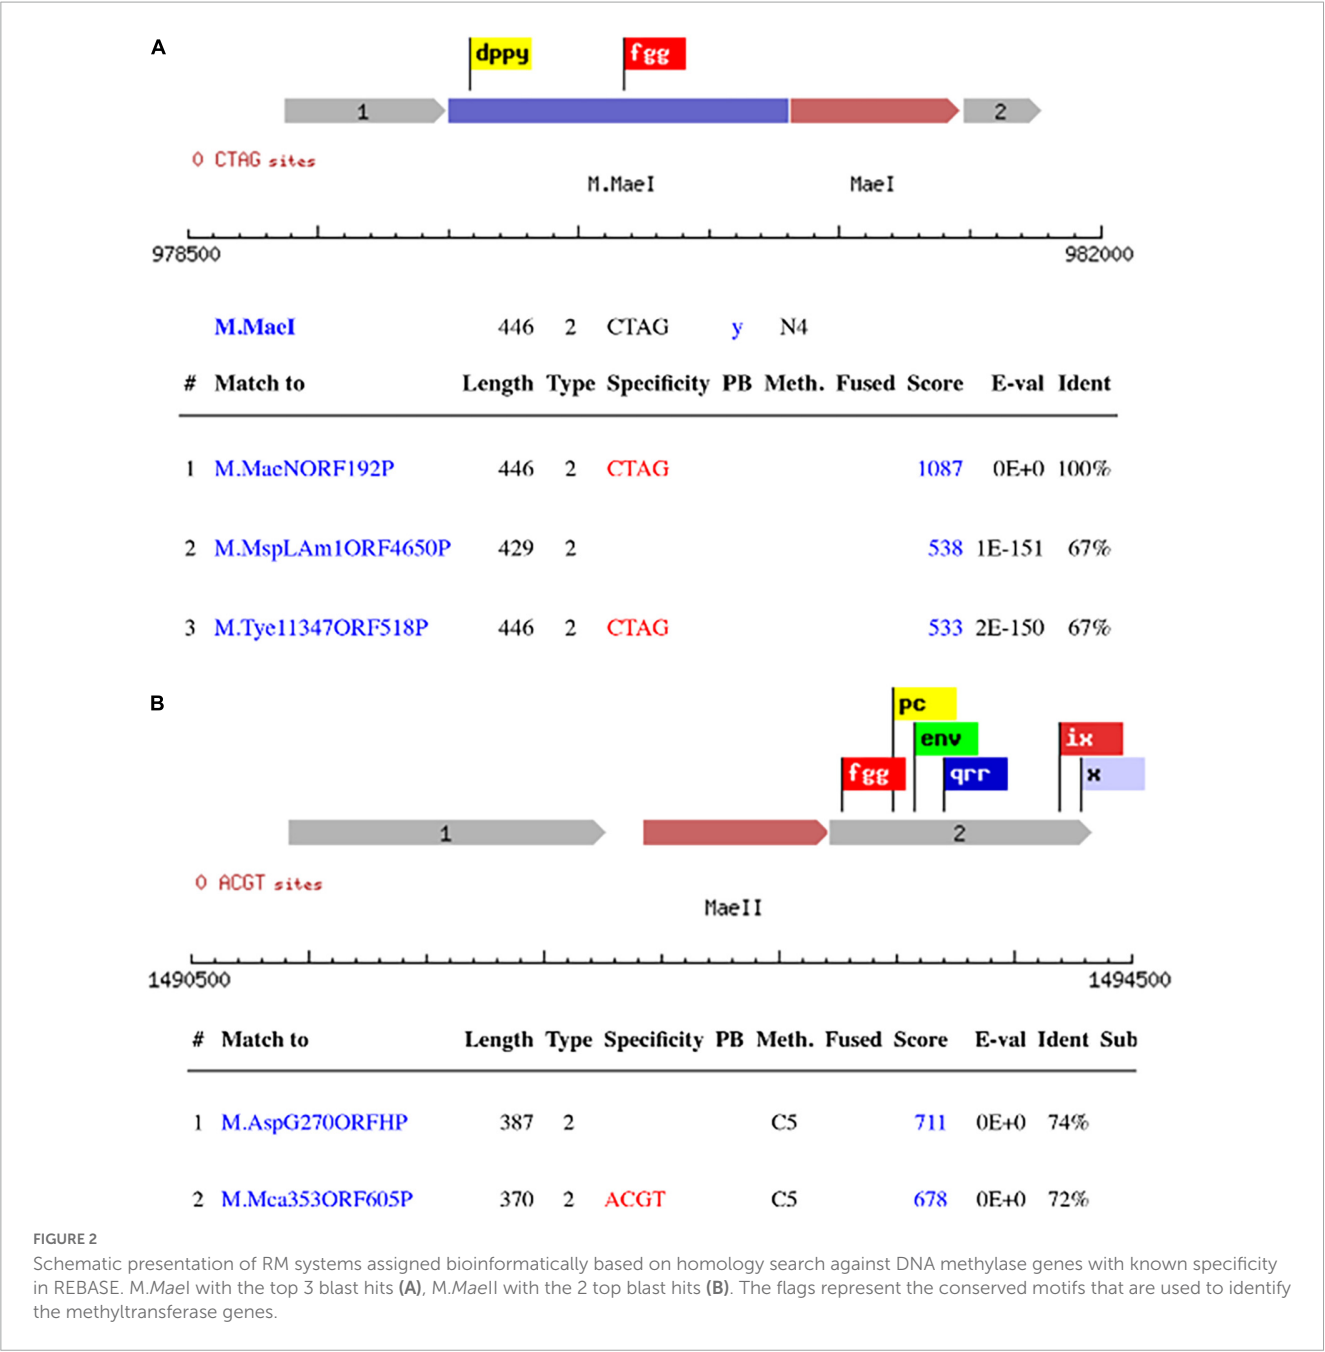 A
dppy fgg
1 2
0 CTAG sites
M.MaeI MaeI
978500 982000
M.MaeI 446 2 CTAG y N4
# Match to Length Type Specificity PB Meth. Fused Score E-val Ident
1 M.MaeNORF192P 446 2 CTAG 1087 0E+0 100%
2 M.MspLAm1ORF4650P 429 2 538 1E-151 67%
3 M.Tye11347ORF518P 446 2 CTAG 533 2E-150 67%
B
pc
env ix
fgg qrr x
1 2
0 ACGT sites
MaeII
1490500 1494500
# Match to Length Type Specificity PB Meth. Fused Score E-val Ident Sub
1 M.AspG270ORFHP 387 2 C5 711 0E+0 74%
2 M.Mca353ORF605P 370 2 ACGT C5 678 0E+0 72%
FIGURE 2
Schematic presentation of RM systems assigned bioinformatically based on homology search against DNA methylase genes with known specificity
in REBASE. M.MaeI with the top 3 blast hits (A), M.MaeII with the 2 top blast hits (B). The flags represent the conserved motifs that are used to identify
the methyltransferase genes.